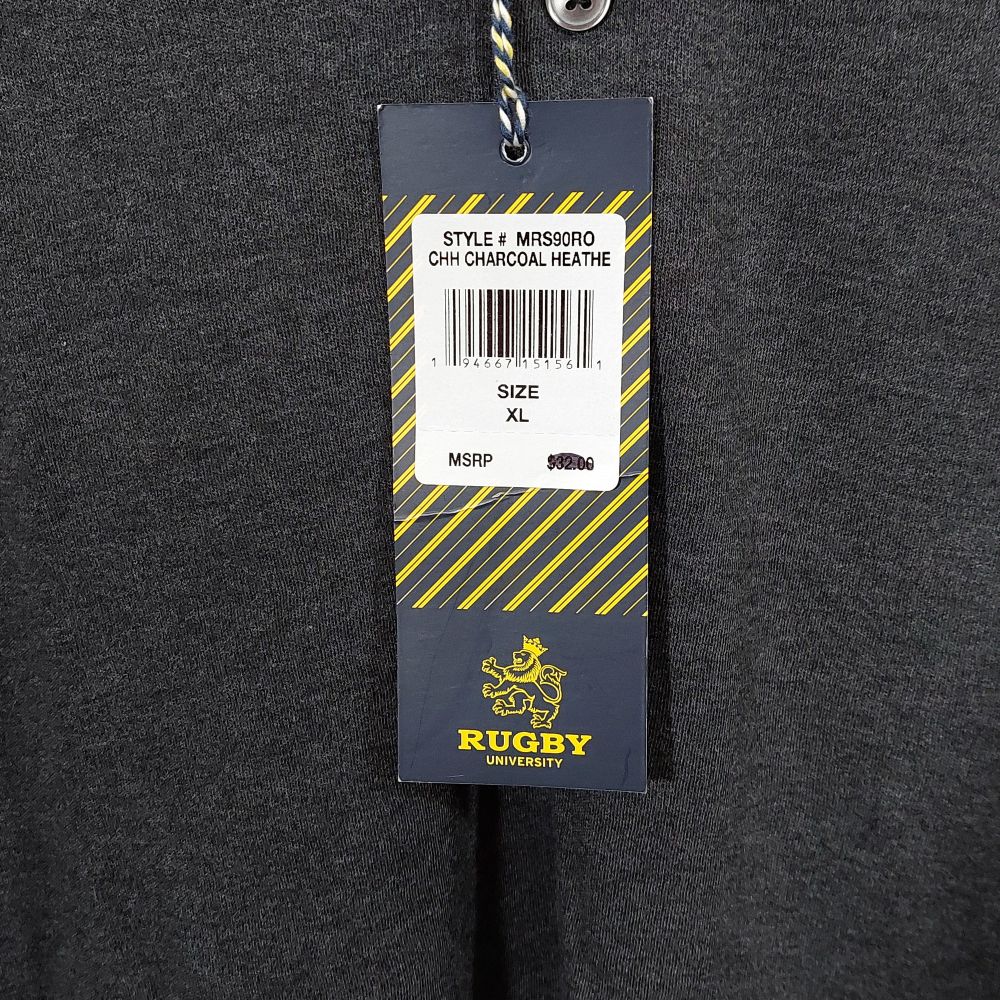 STYLE # MRS90RO
CHH CHARCOAL HEATHE
1 94667 15156 1
SIZE
XL
MSRP $32.00
RUGBY
UNIVERSITY